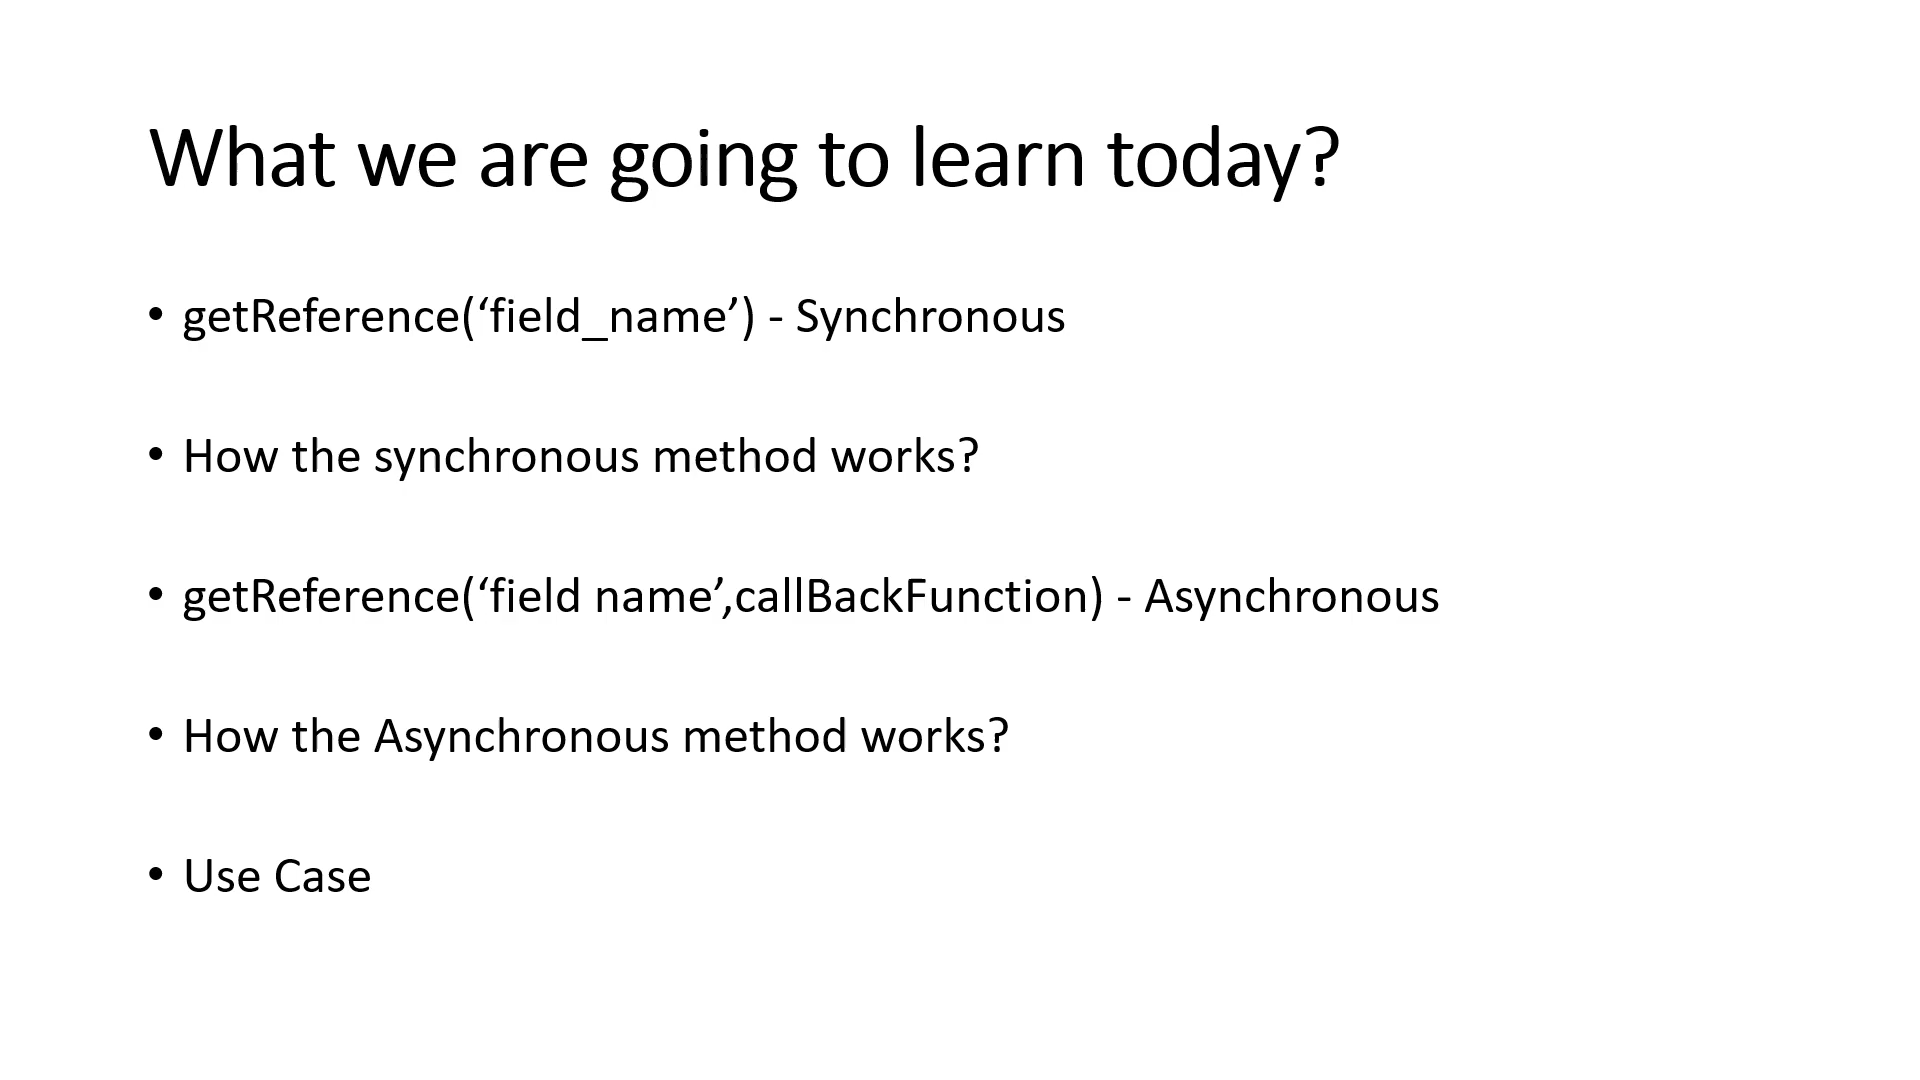 What we are going to learn today?
• getReference(‘field_name’) - Synchronous
• How the synchronous method works?
• getReference(‘field name’,callBackFunction) - Asynchronous
• How the Asynchronous method works?
• Use Case